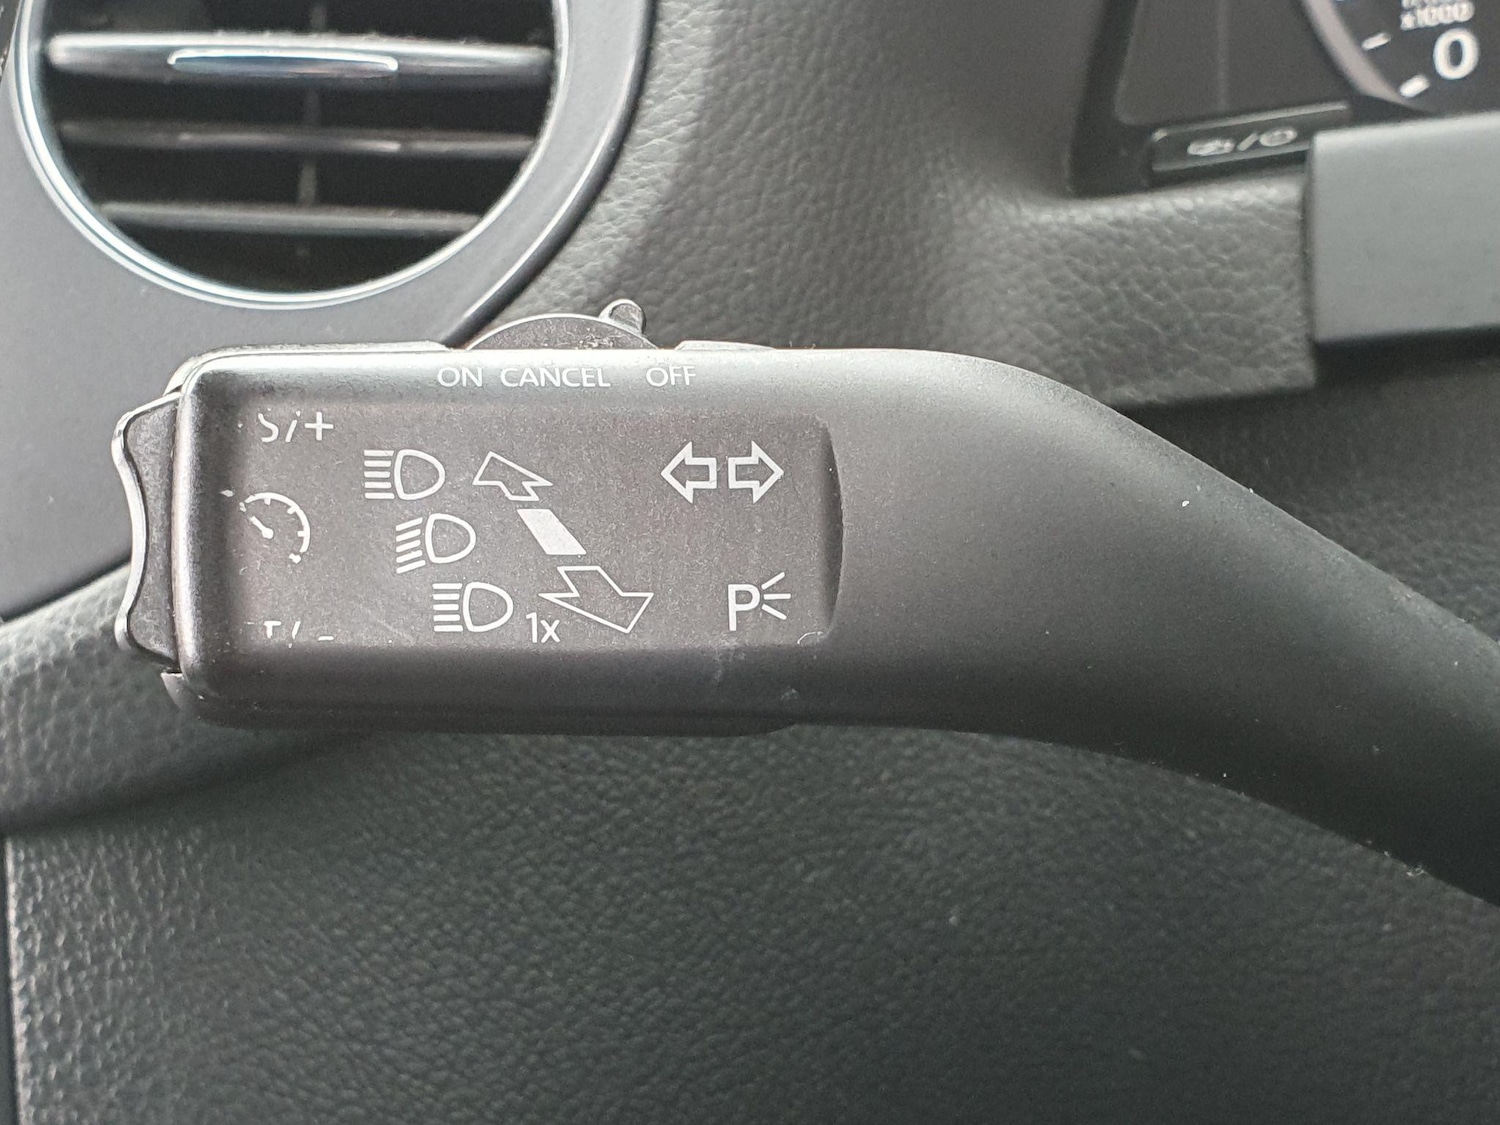 x1000
0
ON CANCEL OFF
S/+
P
1x